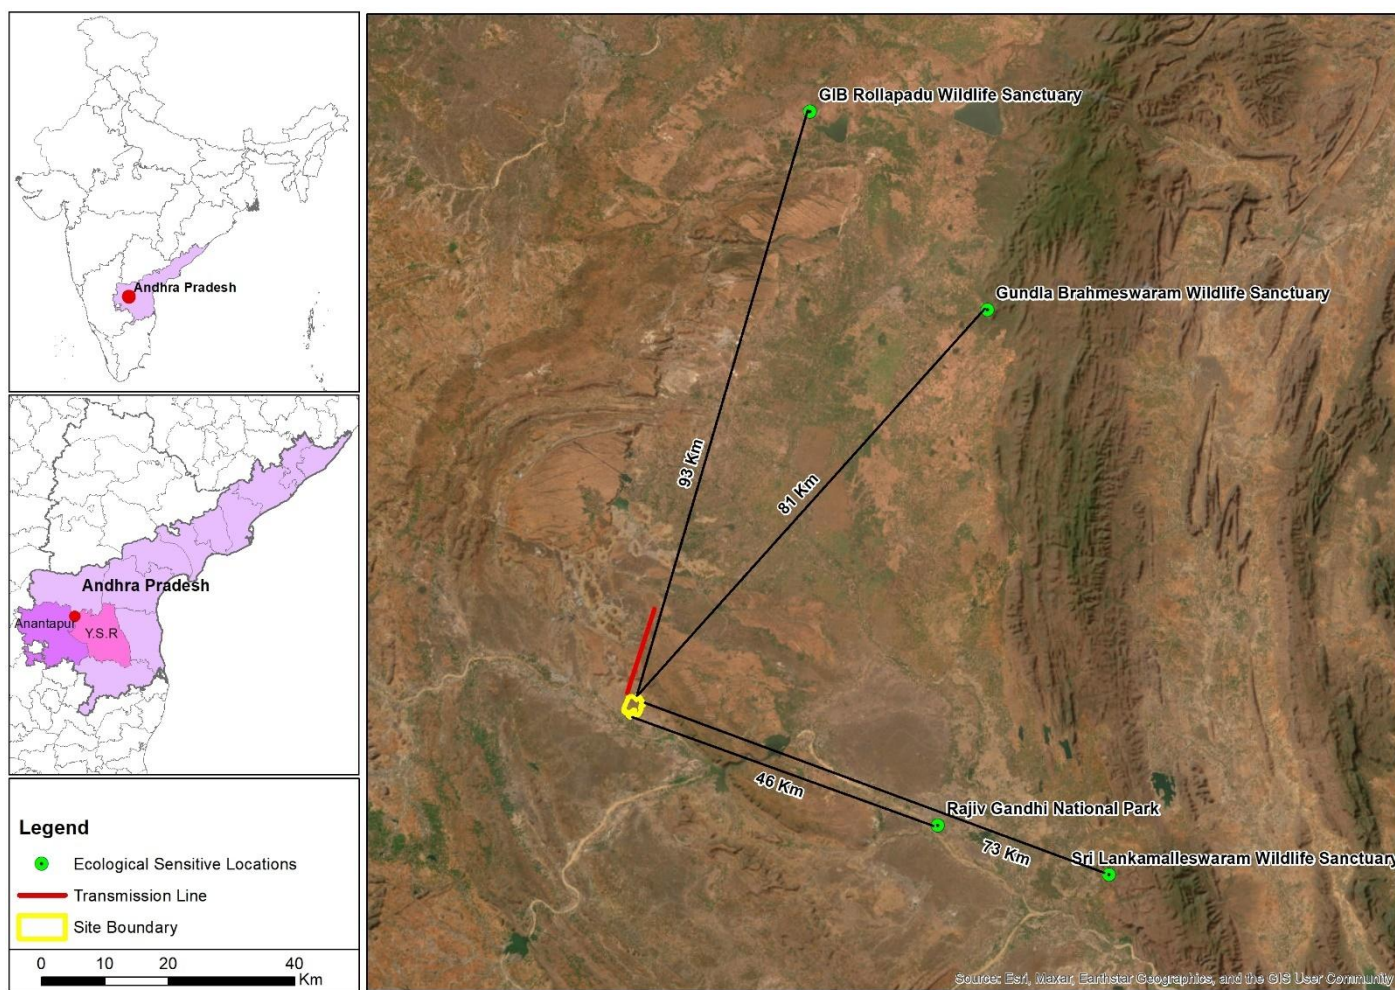 Andhra Pradesh
Andhra Pradesh
Anantapur
Y.S.R
Legend
Ecological Sensitive Locations
Transmission Line
Site Boundary
0 10 20 40
Km
GIB Rollapadu Wildlife Sanctuary
Gundla Brahmeswaram Wildlife Sanctuary
93 Km
81 Km
46 Km
Rajiv Gandhi National Park
73 Km
Sri Lankamalleswaram Wildlife Sanctuary
Source: Esri, Maxar, Earthstar Geographics, and the GIS User Community